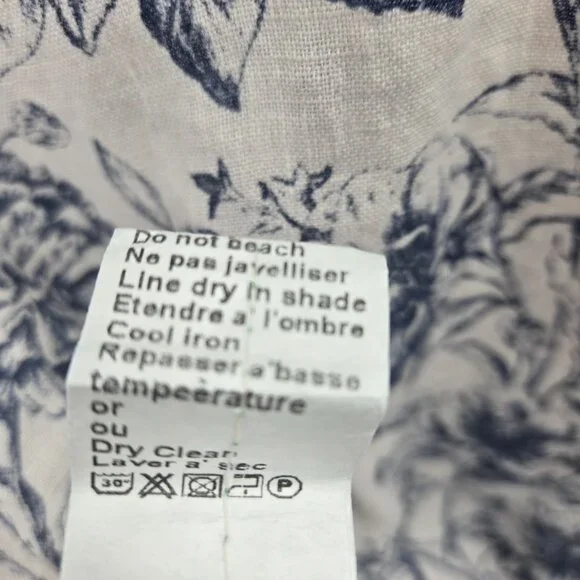 Do not beach
Ne pas javelliser
Line dry in shade
Etendre a' l'ombre
Cool iron
Repasser a'basse
tempeèrature
or
ou
Dry Clean
Laver a' sec
30° P